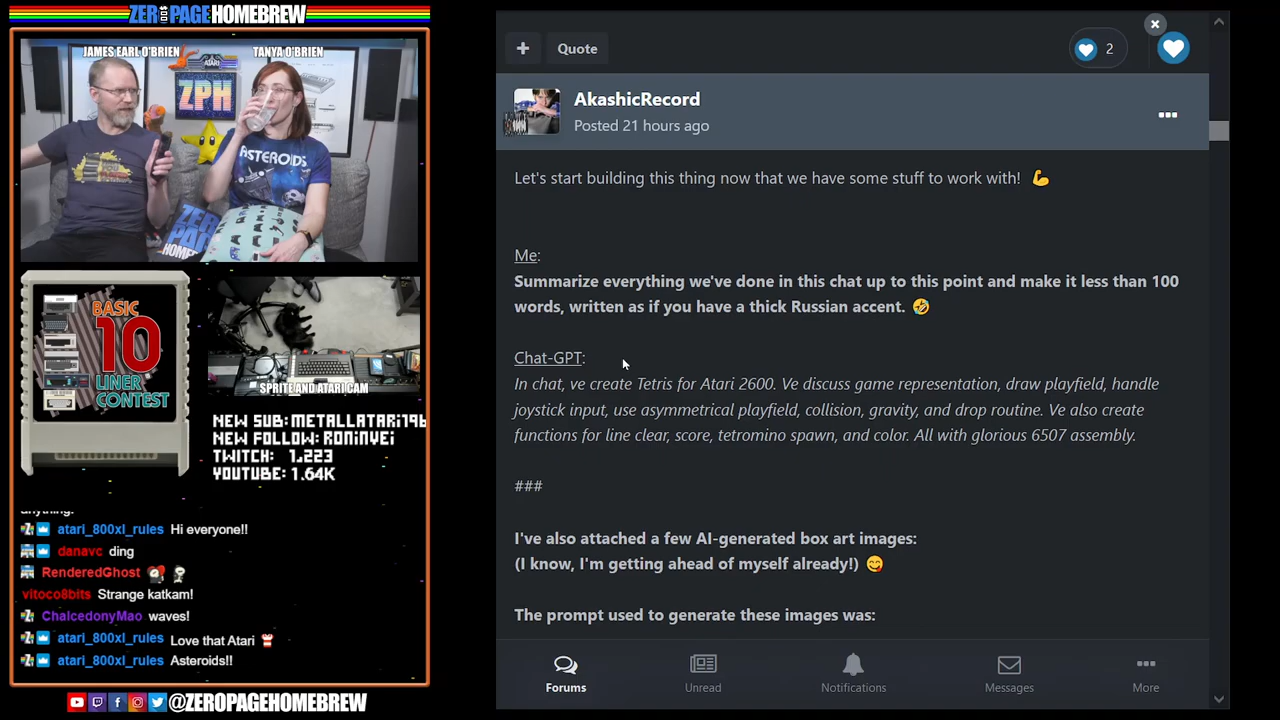 ZEROPAGE HOMEBREW
JAMES EARL O'BRIEN
TANYA O'BRIEN
ATARI
ZPH
ASTEROIDS
ZERO
PAGE
HOMEBREW
BASIC
10
LINER
CONTEST
SPRITE AND ATARI CAM
NEW SUB: METALLATARI196
NEW FOLLOW: RONINVEI
TWITCH: 1,223
YOUTUBE: 1.64K
anything.
atari_800xl_rules Hi everyone!!
danavc ding
RenderedGhost
vitoco8bits Strange katkam!
ChalcedonyMao waves!
atari_800xl_rules Love that Atari
atari_800xl_rules Asteroids!!
@ZEROPAGEHOMEBREW
+ Quote
2
AkashicRecord
Posted 21 hours ago
Let's start building this thing now that we have some stuff to work with! 💪
Me:
Summarize everything we've done in this chat up to this point and make it less than 100
words, written as if you have a thick Russian accent. 🤣
Chat-GPT:
In chat, ve create Tetris for Atari 2600. Ve discuss game representation, draw playfield, handle
joystick input, use asymmetrical playfield, collision, gravity, and drop routine. Ve also create
functions for line clear, score, tetromino spawn, and color. All with glorious 6507 assembly.
###
I've also attached a few AI-generated box art images:
(I know, I'm getting ahead of myself already!) 😋
The prompt used to generate these images was:
Forums
Unread
Notifications
Messages
More